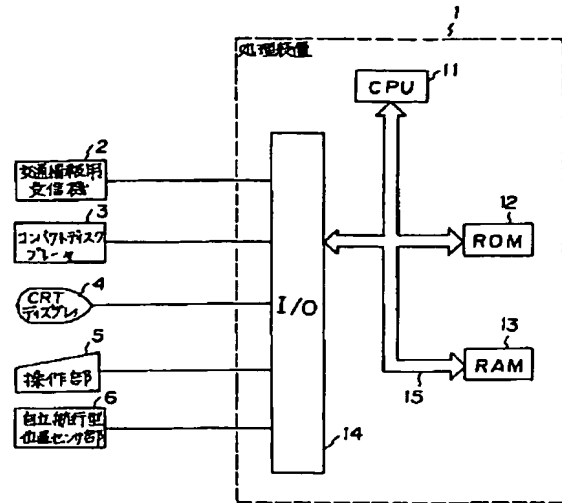 1
処理装置
11
CPU
2
交通情報用
受信機
3
コンパクトディスク
プレーヤ
12
ROM
4
CRT
ディスプレイ
I/O
5
操作部
13
RAM
6
自立航行型
位置センサ部
15
14